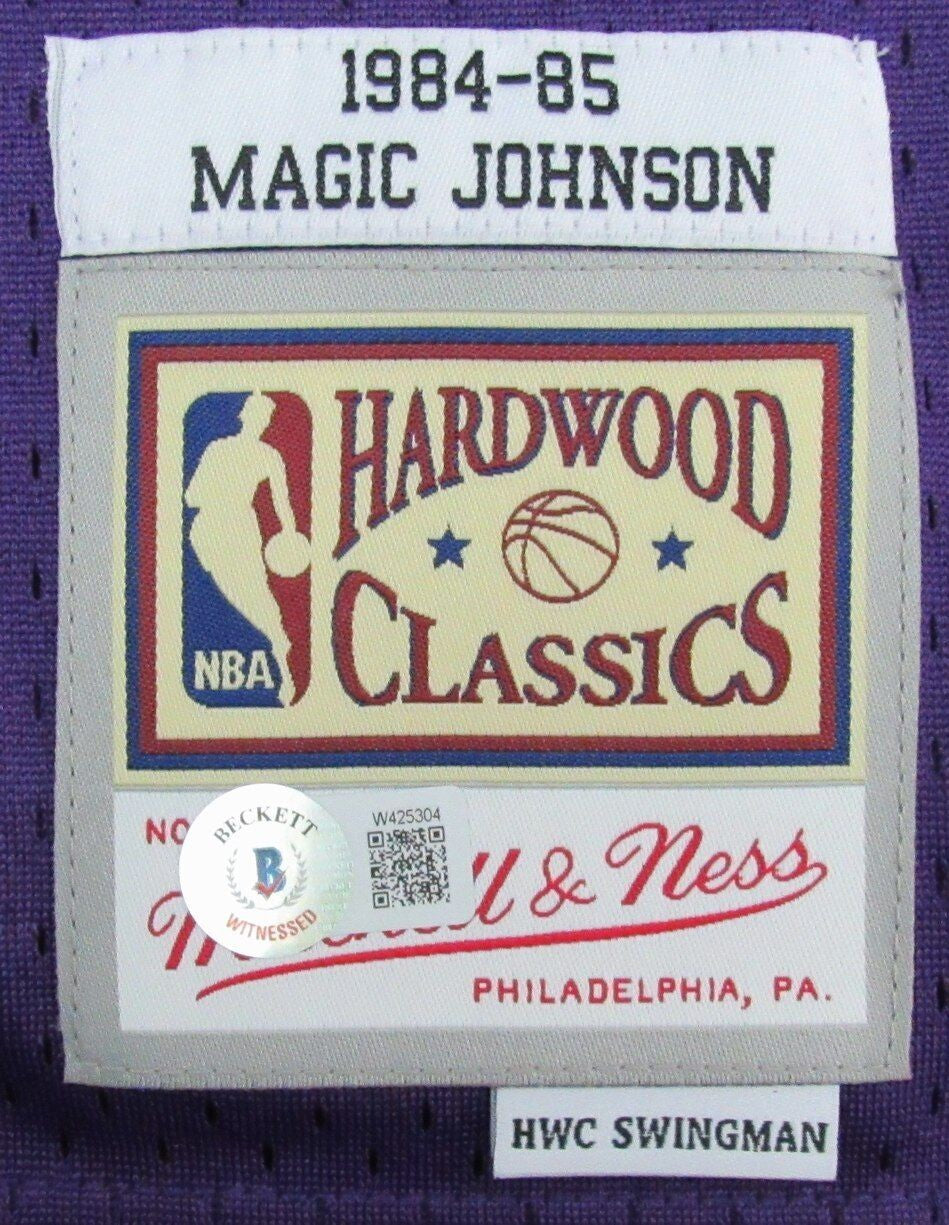 1984-85
MAGIC JOHNSON
HARDWOOD
CLASSICS
NBA
BECKETT
B
WITNESSED
W425304
& Ness
PHILADELPHIA, PA.
HWC SWINGMAN